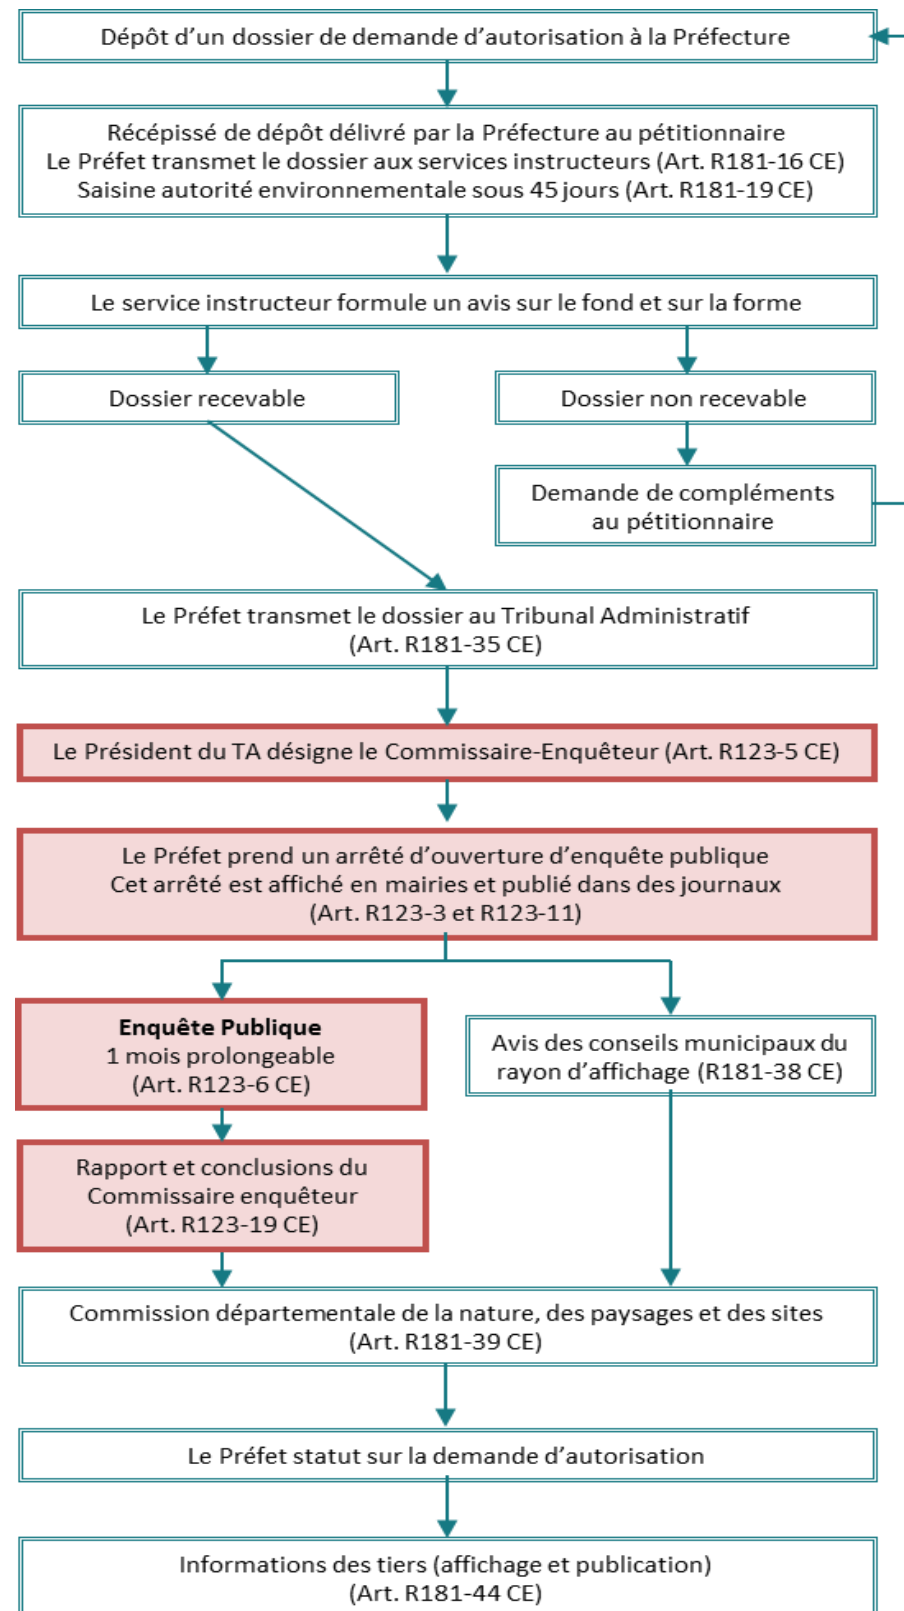 Dépôt d’un dossier de demande d’autorisation à la Préfecture
Récépissé de dépôt délivré par la Préfecture au pétitionnaire
Le Préfet transmet le dossier aux services instructeurs (Art. R181-16 CE)
Saisine autorité environnementale sous 45 jours (Art. R181-19 CE)
Le service instructeur formule un avis sur le fond et sur la forme
Dossier recevable
Dossier non recevable
Demande de compléments
au pétitionnaire
Le Préfet transmet le dossier au Tribunal Administratif
(Art. R181-35 CE)
Le Président du TA désigne le Commissaire-Enquêteur (Art. R123-5 CE)
Le Préfet prend un arrêté d’ouverture d’enquête publique
Cet arrêté est affiché en mairies et publié dans des journaux
(Art. R123-3 et R123-11)
Enquête Publique
1 mois prolongeable
(Art. R123-6 CE)
Avis des conseils municipaux du
rayon d’affichage (R181-38 CE)
Rapport et conclusions du
Commissaire enquêteur
(Art. R123-19 CE)
Commission départementale de la nature, des paysages et des sites
(Art. R181-39 CE)
Le Préfet statut sur la demande d’autorisation
Informations des tiers (affichage et publication)
(Art. R181-44 CE)